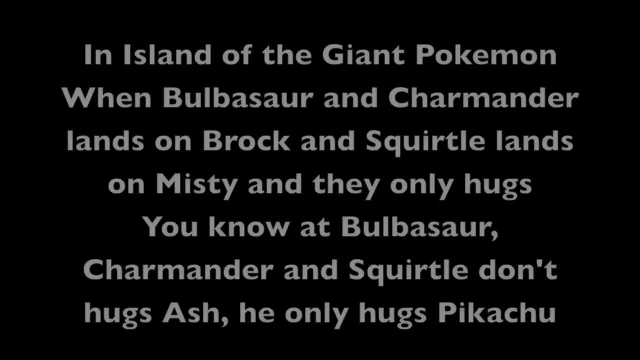 In Island of the Giant Pokemon
When Bulbasaur and Charmander
lands on Brock and Squirtle lands
on Misty and they only hugs
You know at Bulbasaur,
Charmander and Squirtle don't
hugs Ash, he only hugs Pikachu